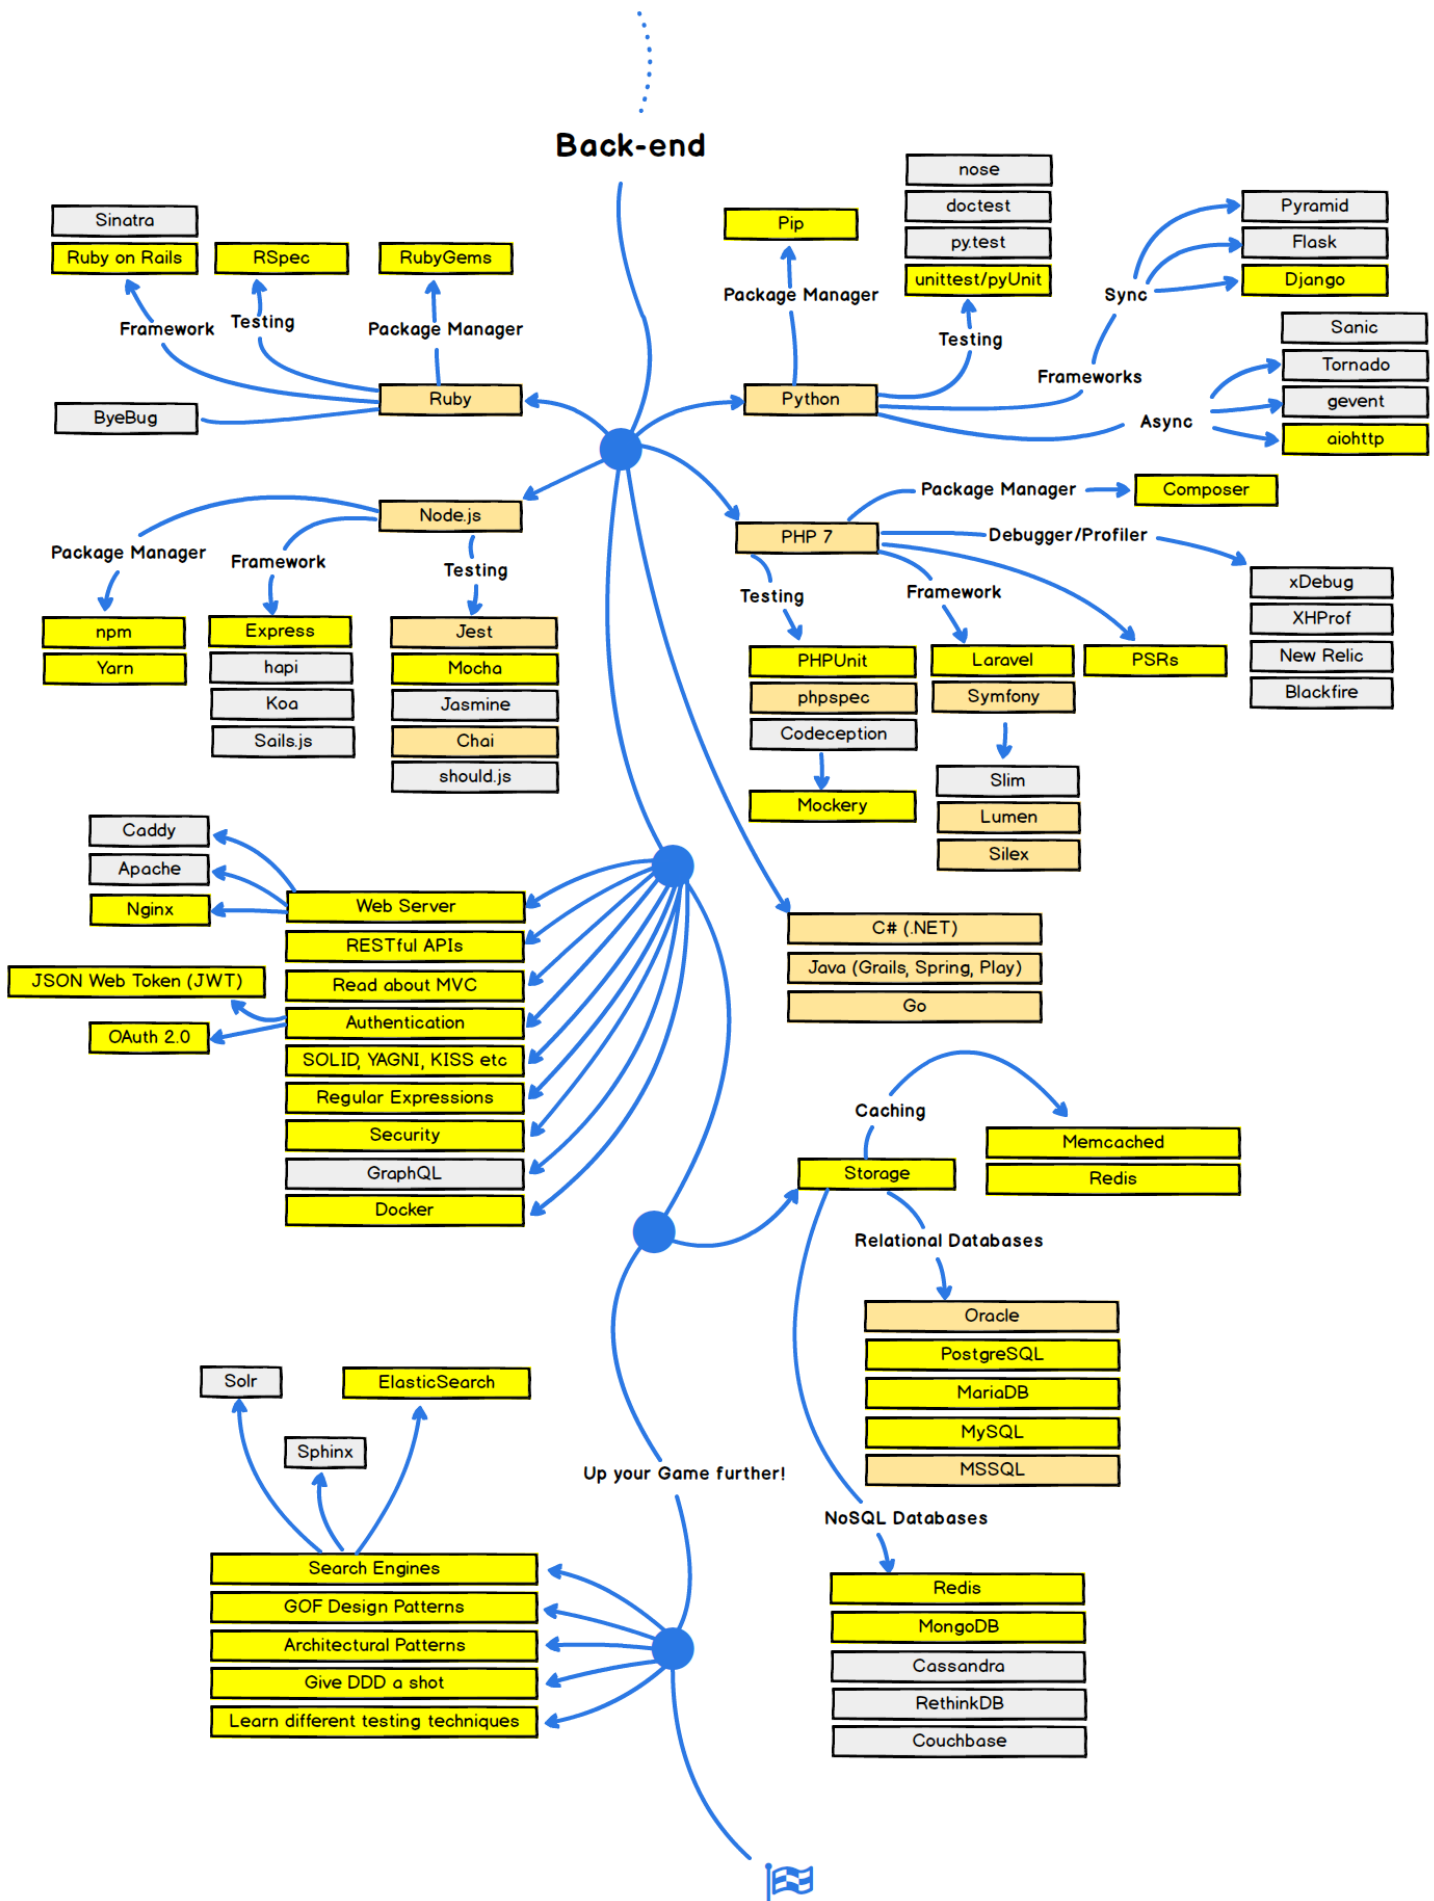 Back-end
Sinatra
Ruby on Rails
RSpec
RubyGems
Framework
Testing
Package Manager
Ruby
ByeBug
Pip
Package Manager
nose
doctest
py.test
unittest/pyUnit
Testing
Python
Pyramid
Flask
Django
Sync
Frameworks
Async
Sanic
Tornado
gevent
aiohttp
Node.js
Package Manager
npm
Yarn
Framework
Express
hapi
Koa
Sails.js
Testing
Jest
Mocha
Jasmine
Chai
should.js
PHP 7
Package Manager
Composer
Debugger/Profiler
xDebug
XHProf
New Relic
Blackfire
Testing
PHPUnit
phpspec
Codeception
Mockery
Framework
Laravel
Symfony
Slim
Lumen
Silex
PSRs
C# (.NET)
Java (Grails, Spring, Play)
Go
Caddy
Apache
Nginx
Web Server
RESTful APIs
Read about MVC
JSON Web Token (JWT)
OAuth 2.0
Authentication
SOLID, YAGNI, KISS etc
Regular Expressions
Security
GraphQL
Docker
Storage
Caching
Memcached
Redis
Relational Databases
Oracle
PostgreSQL
MariaDB
MySQL
MSSQL
NoSQL Databases
Redis
MongoDB
Cassandra
RethinkDB
Couchbase
Up your Game further!
Solr
Sphinx
ElasticSearch
Search Engines
GOF Design Patterns
Architectural Patterns
Give DDD a shot
Learn different testing techniques